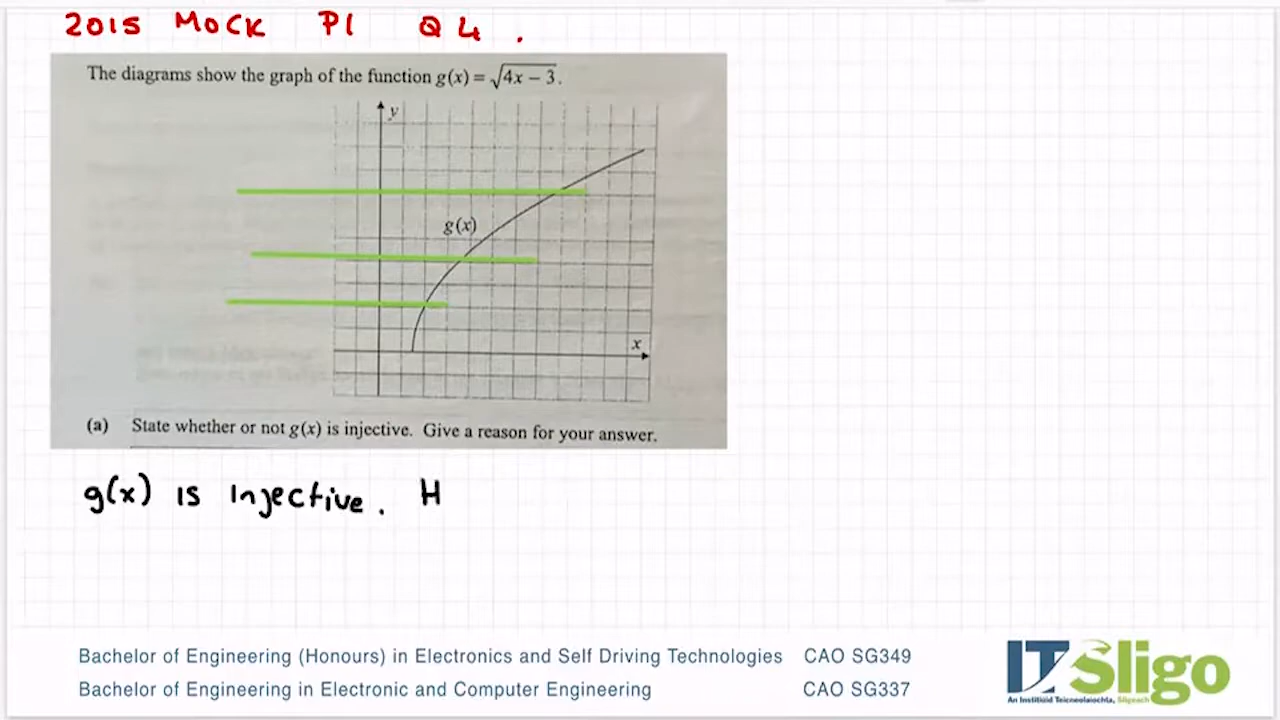 2015 MOCK P1 Q4.
The diagrams show the graph of the function g(x) = √4x – 3.
y
g(x)
x
(a) State whether or not g(x) is injective. Give a reason for your answer.
g(x) is injective. H
Bachelor of Engineering (Honours) in Electronics and Self Driving Technologies CAO SG349
Bachelor of Engineering in Electronic and Computer Engineering CAO SG337
IT Sligo
An Institiúid Teicneolaíochta, Sligeach